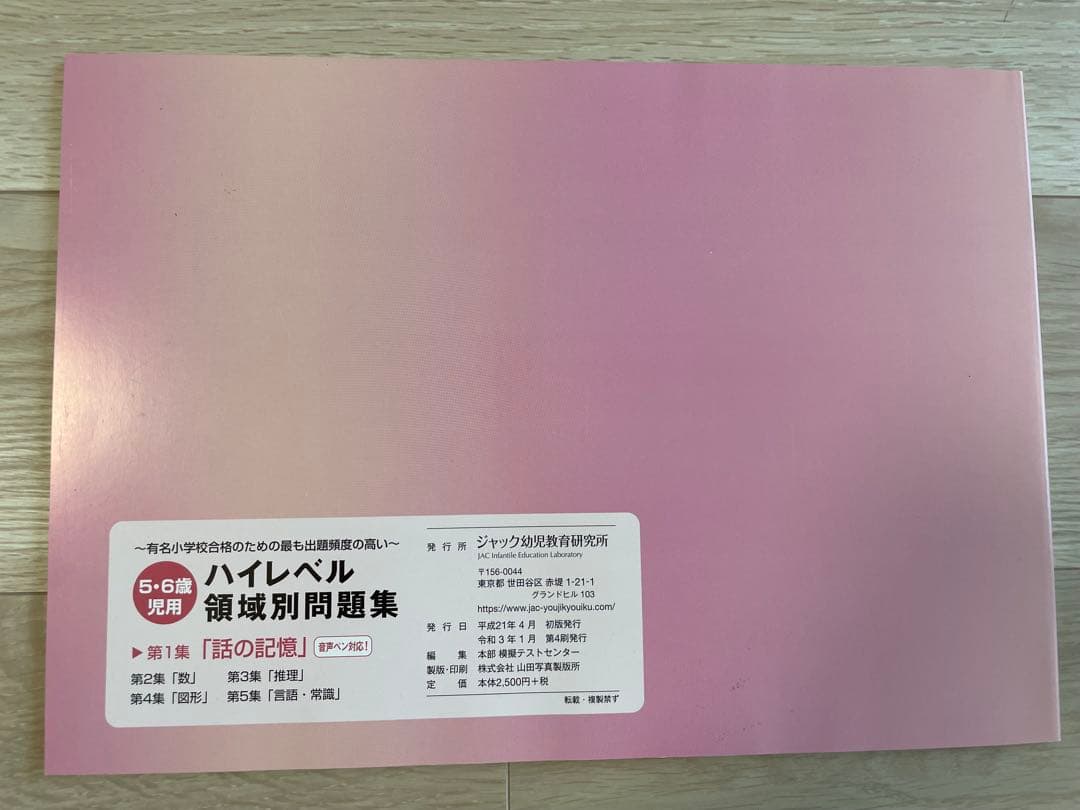 ～有名小学校合格のための最も出題頻度の高い～
5・6歳
児用
ハイレベル
領域別問題集
▶第1集「話の記憶」 音声ペン対応！
第2集「数」 第3集「推理」
第4集「図形」 第5集「言語・常識」
発行所 ジャック幼児教育研究所
JAC Infantile Education Laboratory
〒156-0044
東京都 世田谷区 赤堤 1-21-1
グランドヒル 103
https://www.jac-youjikyouiku.com/
発行日 平成21年4月 初版発行
令和3年1月 第4刷発行
編集 本部 模擬テストセンター
製版・印刷 株式会社 山田写真製版所
定価 本体2,500円+税
転載・複製禁ず